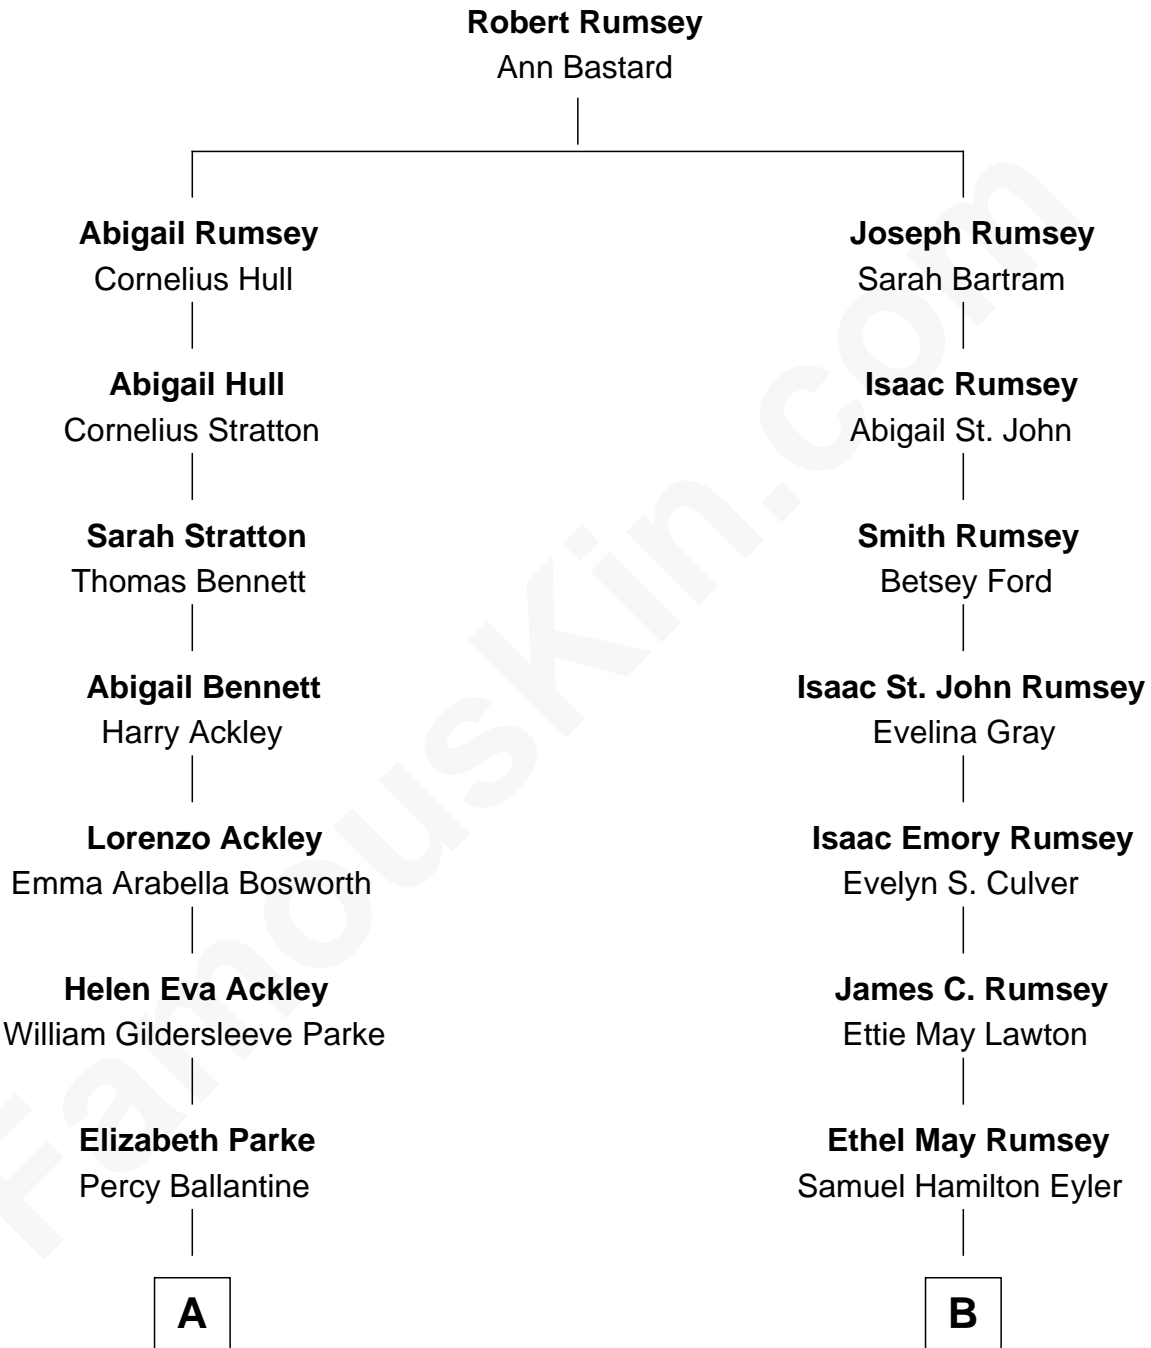 Robert Rumsey
Ann Bastard
Abigail Rumsey
Cornelius Hull
Joseph Rumsey
Sarah Bartram
Abigail Hull
Cornelius Stratton
Isaac Rumsey
Abigail St. John
Sarah Stratton
Thomas Bennett
Smith Rumsey
Betsey Ford
Abigail Bennett
Harry Ackley
Isaac St. John Rumsey
Evelina Gray
Lorenzo Ackley
Emma Arabella Bosworth
Isaac Emory Rumsey
Evelyn S. Culver
Helen Eva Ackley
William Gildersleeve Parke
James C. Rumsey
Ettie May Lawton
Elizabeth Parke
Percy Ballantine
Ethel May Rumsey
Samuel Hamilton Eyler
A
B
FamousKin.com